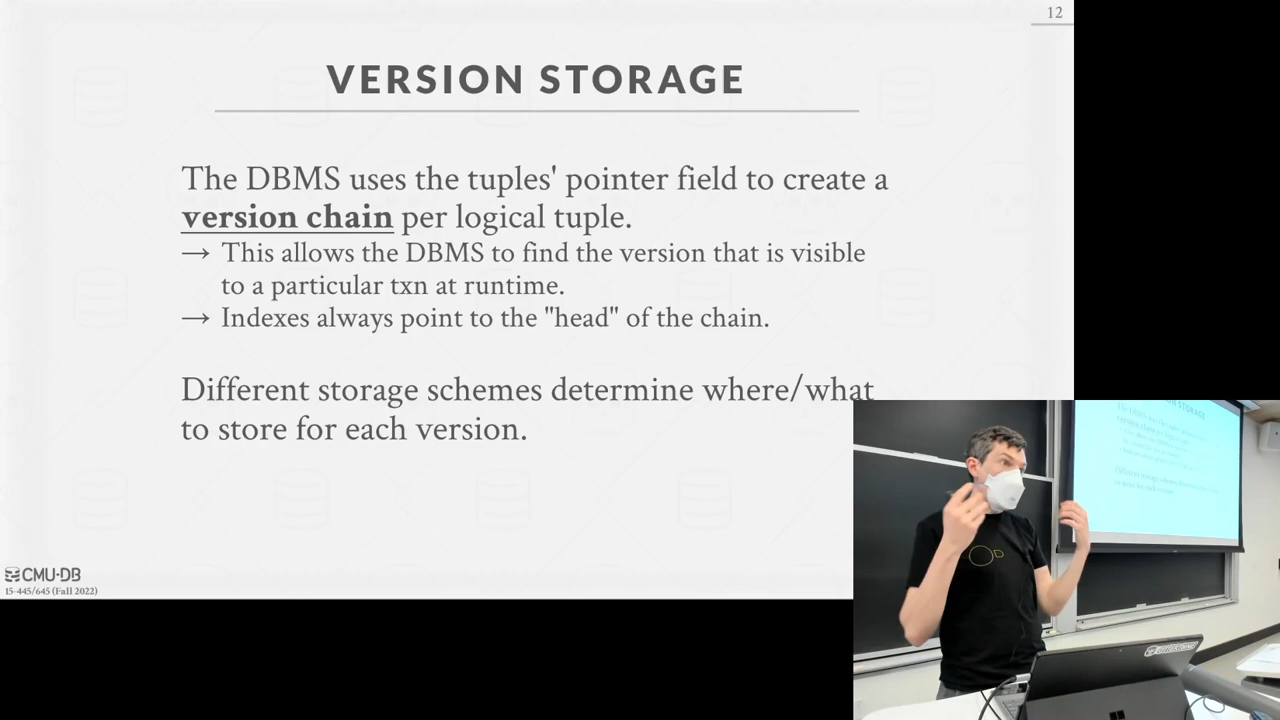 12
VERSION STORAGE
The DBMS uses the tuples' pointer field to create a
version chain per logical tuple.
→ This allows the DBMS to find the version that is visible
to a particular txn at runtime.
→ Indexes always point to the "head" of the chain.
Different storage schemes determine where/what
to store for each version.
CMU·DB
15-445/645 (Fall 2022)